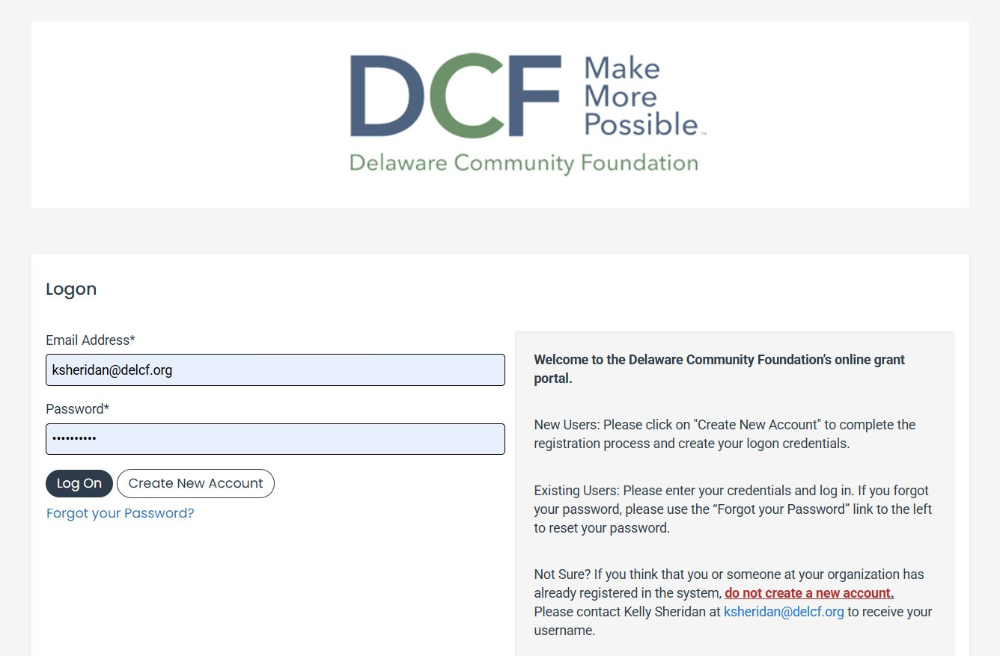 DCF
Make
More
Possible™
Delaware Community Foundation
Logon
Email Address*
ksheridan@delcf.org
Password*
••••••••••
Log On
Create New Account
Forgot your Password?
Welcome to the Delaware Community Foundation’s online grant
portal.
New Users: Please click on "Create New Account" to complete the
registration process and create your logon credentials.
Existing Users: Please enter your credentials and log in. If you forgot
your password, please use the “Forgot your Password” link to the left
to reset your password.
Not Sure? If you think that you or someone at your organization has
already registered in the system, do not create a new account.
Please contact Kelly Sheridan at ksheridan@delcf.org to receive your
username.